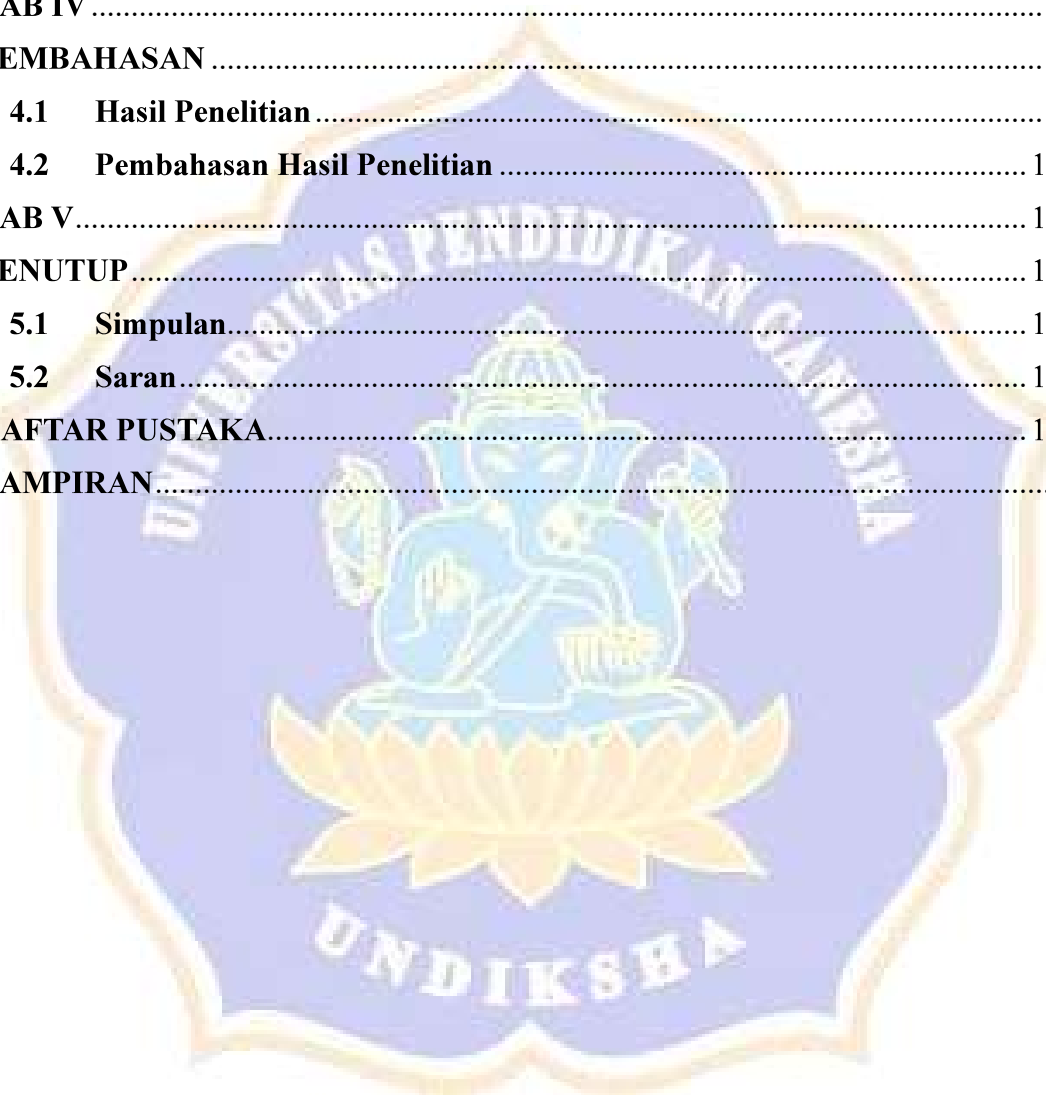 AB IV
EMBAHASAN
4.1 Hasil Penelitian
4.2 Pembahasan Hasil Penelitian 1
AB V 1
ENUTUP 1
5.1 Simpulan 1
5.2 Saran 1
AFTAR PUSTAKA 1
AMPIRAN
UNIVERSITAS PENDIDIKAN GANESHA
UNDIKSHA